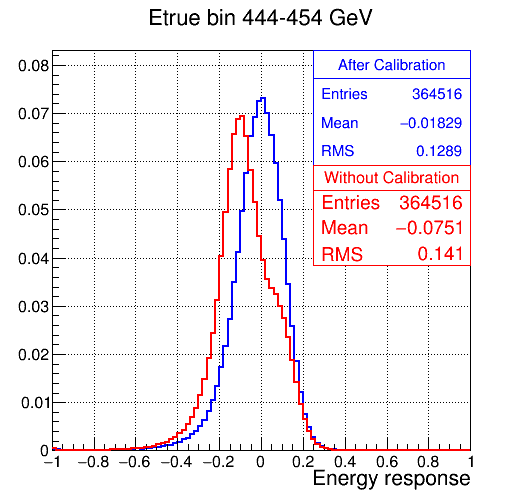 Etrue bin 444-454 GeV
0.08
0.07
0.06
0.05
0.04
0.03
0.02
0.01
0
After Calibration
Entries 364516
Mean −0.01829
RMS 0.1289
Without Calibration
Entries 364516
Mean −0.0751
RMS 0.141
−1 −0.8 −0.6 −0.4 −0.2 0 0.2 0.4 0.6 0.8 1
Energy response